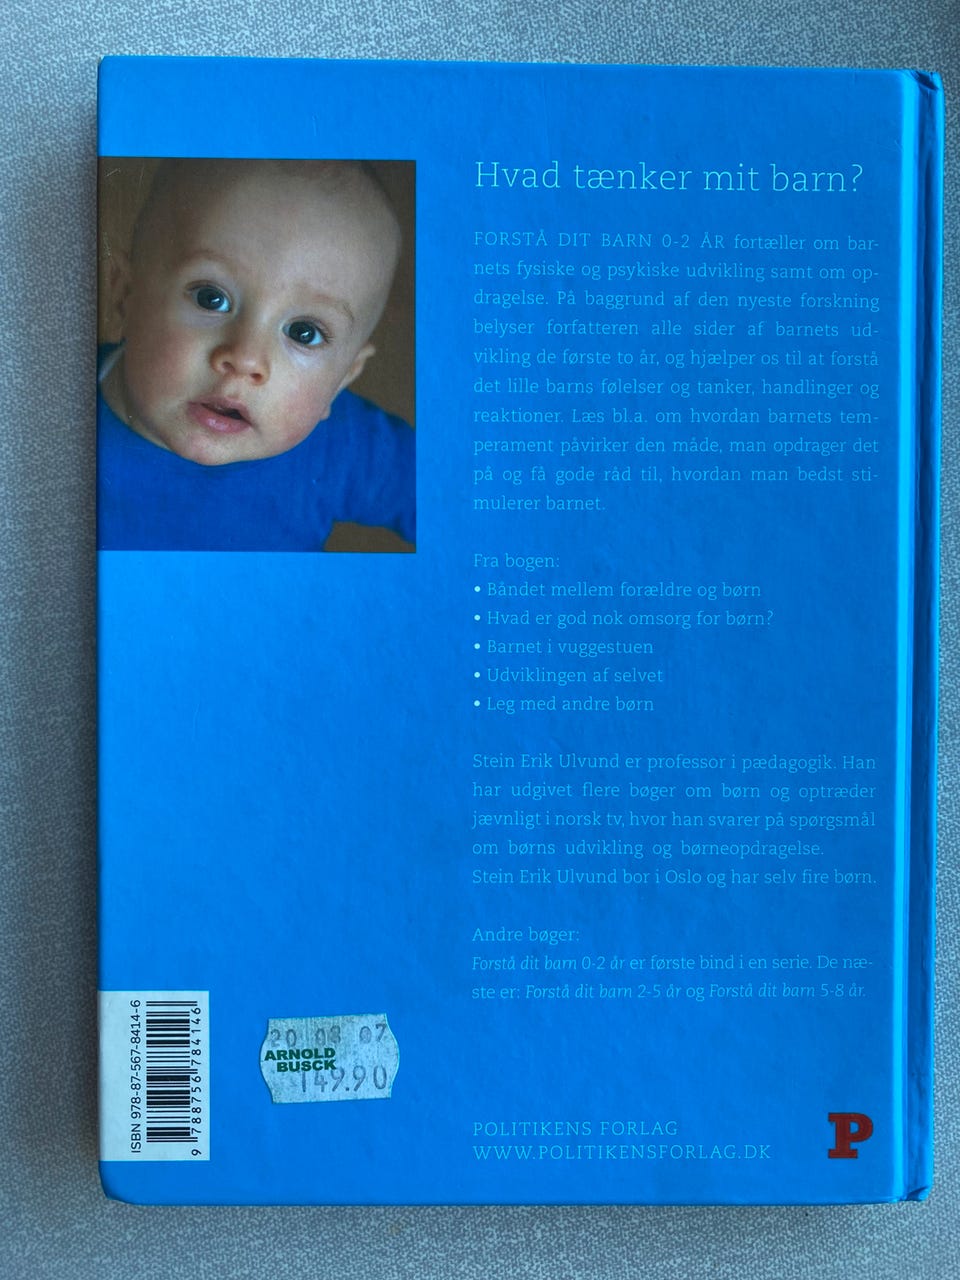 Hvad tænker mit barn?
FORSTÅ DIT BARN 0-2 ÅR fortæller om bar-
nets fysiske og psykiske udvikling samt om op-
dragelse. På baggrund af den nyeste forskning
belyser forfatteren alle sider af barnets ud-
vikling de første to år, og hjælper os til at forstå
det lille barns følelser og tanker, handlinger og
reaktioner. Læs bl.a. om hvordan barnets tem-
perament påvirker den måde, man opdrager det
på og få gode råd til, hvordan man bedst sti-
mulerer barnet.
Fra bogen:
• Båndet mellem forældre og børn
• Hvad er god nok omsorg for børn?
• Barnet i vuggestuen
• Udviklingen af selvet
• Leg med andre børn
Stein Erik Ulvund er professor i pædagogik. Han
har udgivet flere bøger om børn og optræder
jævnligt i norsk tv, hvor han svarer på spørgsmål
om børns udvikling og børneopdragelse.
Stein Erik Ulvund bor i Oslo og har selv fire børn.
Andre bøger:
Forstå dit barn 0-2 år er første bind i en serie. De næ-
ste er: Forstå dit barn 2-5 år og Forstå dit barn 5-8 år.
ISBN 978-87-567-8414-6
9 788756 784146
20 08 07
ARNOLD
BUSCK
149.90
POLITIKENS FORLAG
WWW.POLITIKENSFORLAG.DK
P